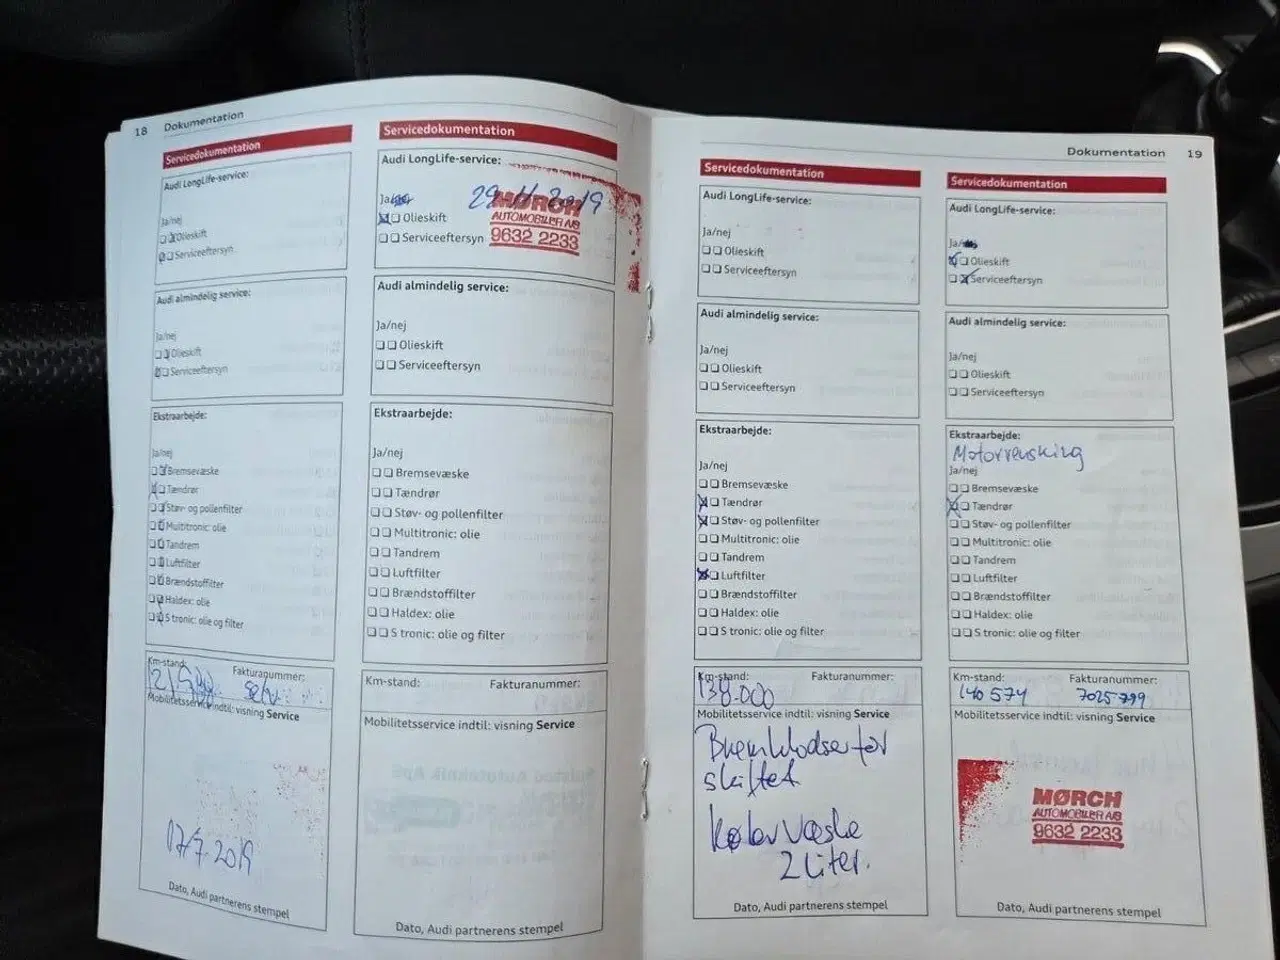 18 Dokumentation
Servicedokumentation
Audi LongLife-service:
Ja/nej
Olieskift
Serviceeftersyn
Audi almindelig service:
Ja/nej
Olieskift
Serviceeftersyn
Ekstraarbejde:
Ja/nej
Bremsevæske
Tændrør
Støv- og pollenfilter
Multitronic: olie
Tandrem
Luftfilter
Brændstoffilter
Haldex: olie
S tronic: olie og filter
Km-stand:
Fakturanummer:
Mobilitetsservice indtil: visning Service
07/7.2019
Dato, Audi partnerens stempel
Servicedokumentation
Audi LongLife-service:
29-11-2019
MØRCH
AUTOMOBILER A/S
9632 2233
Olieskift
Serviceeftersyn
Audi almindelig service:
Ja/nej
Olieskift
Serviceeftersyn
Ekstraarbejde:
Ja/nej
Bremsevæske
Tændrør
Støv- og pollenfilter
Multitronic: olie
Tandrem
Luftfilter
Brændstoffilter
Haldex: olie
S tronic: olie og filter
Km-stand:
Fakturanummer:
Mobilitetsservice indtil: visning Service
Dato, Audi partnerens stempel
Dokumentation 19
Servicedokumentation
Audi LongLife-service:
Ja/nej
Olieskift
Serviceeftersyn
Audi almindelig service:
Ja/nej
Olieskift
Serviceeftersyn
Ekstraarbejde:
Ja/nej
Bremsevæske
Tændrør
Støv- og pollenfilter
Multitronic: olie
Tandrem
Luftfilter
Brændstoffilter
Haldex: olie
S tronic: olie og filter
Km-stand:
Fakturanummer:
138.000
Mobilitetsservice indtil: visning Service
Bremklodser for
skiftet
Kølervæske
2 Liter.
Dato, Audi partnerens stempel
Servicedokumentation
Audi LongLife-service:
Olieskift
Serviceeftersyn
Audi almindelig service:
Ja/nej
Olieskift
Serviceeftersyn
Ekstraarbejde:
Motorrensking
Ja/nej
Bremsevæske
Tændrør
Støv- og pollenfilter
Multitronic: olie
Tandrem
Luftfilter
Brændstoffilter
Haldex: olie
S tronic: olie og filter
Km-stand:
Fakturanummer:
140 574
7025799
Mobilitetsservice indtil: visning Service
MØRCH
AUTOMOBILER A/S
9632 2233
Dato, Audi partnerens stempel